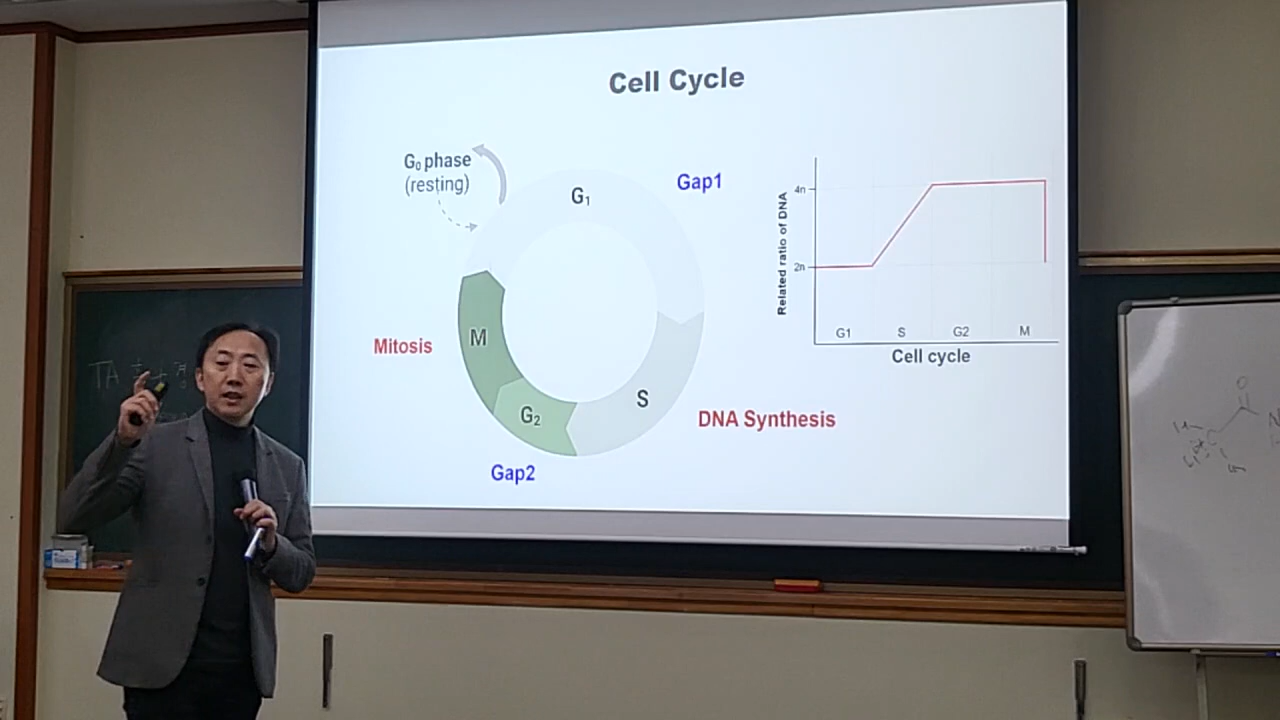 Cell Cycle
G₀ phase
(resting)
G₁
Gap1
M
Mitosis
G₂
Gap2
S
DNA Synthesis
Related ratio of DNA
4n
2n
G1 S G2 M
Cell cycle
TA